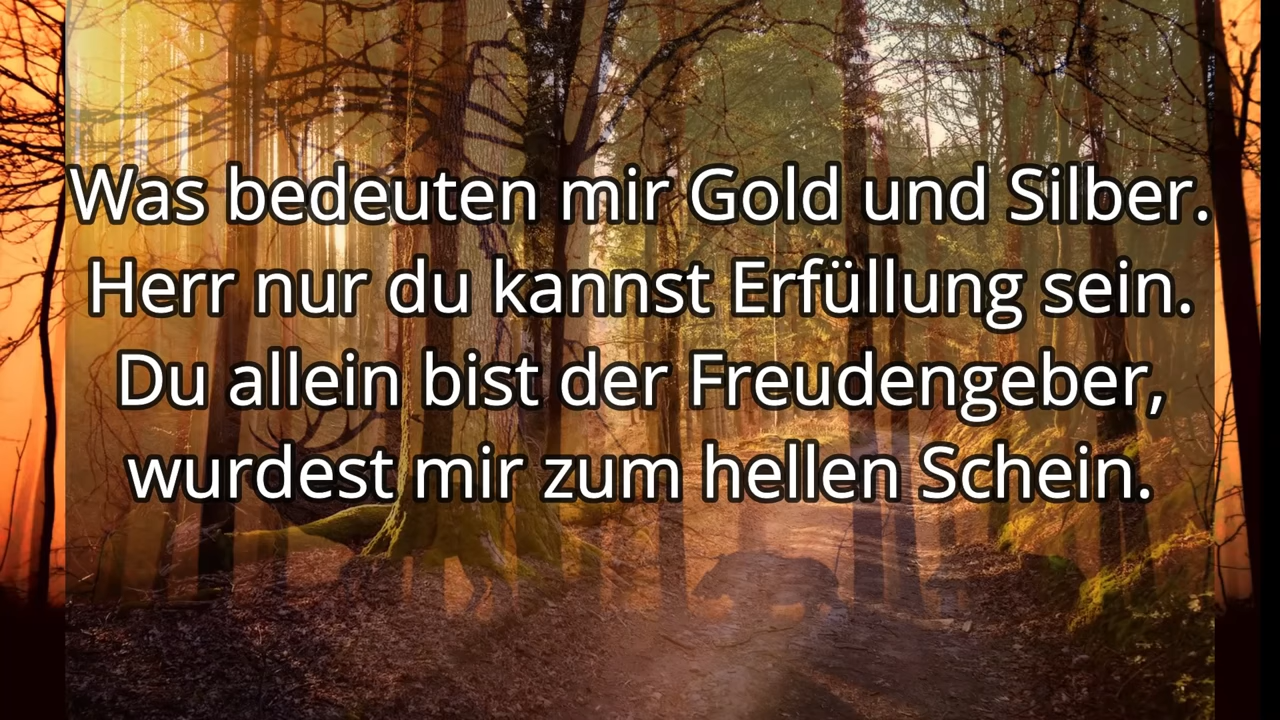 Was bedeuten mir Gold und Silber.
Herr nur du kannst Erfüllung sein.
Du allein bist der Freudengeber,
wurdest mir zum hellen Schein.